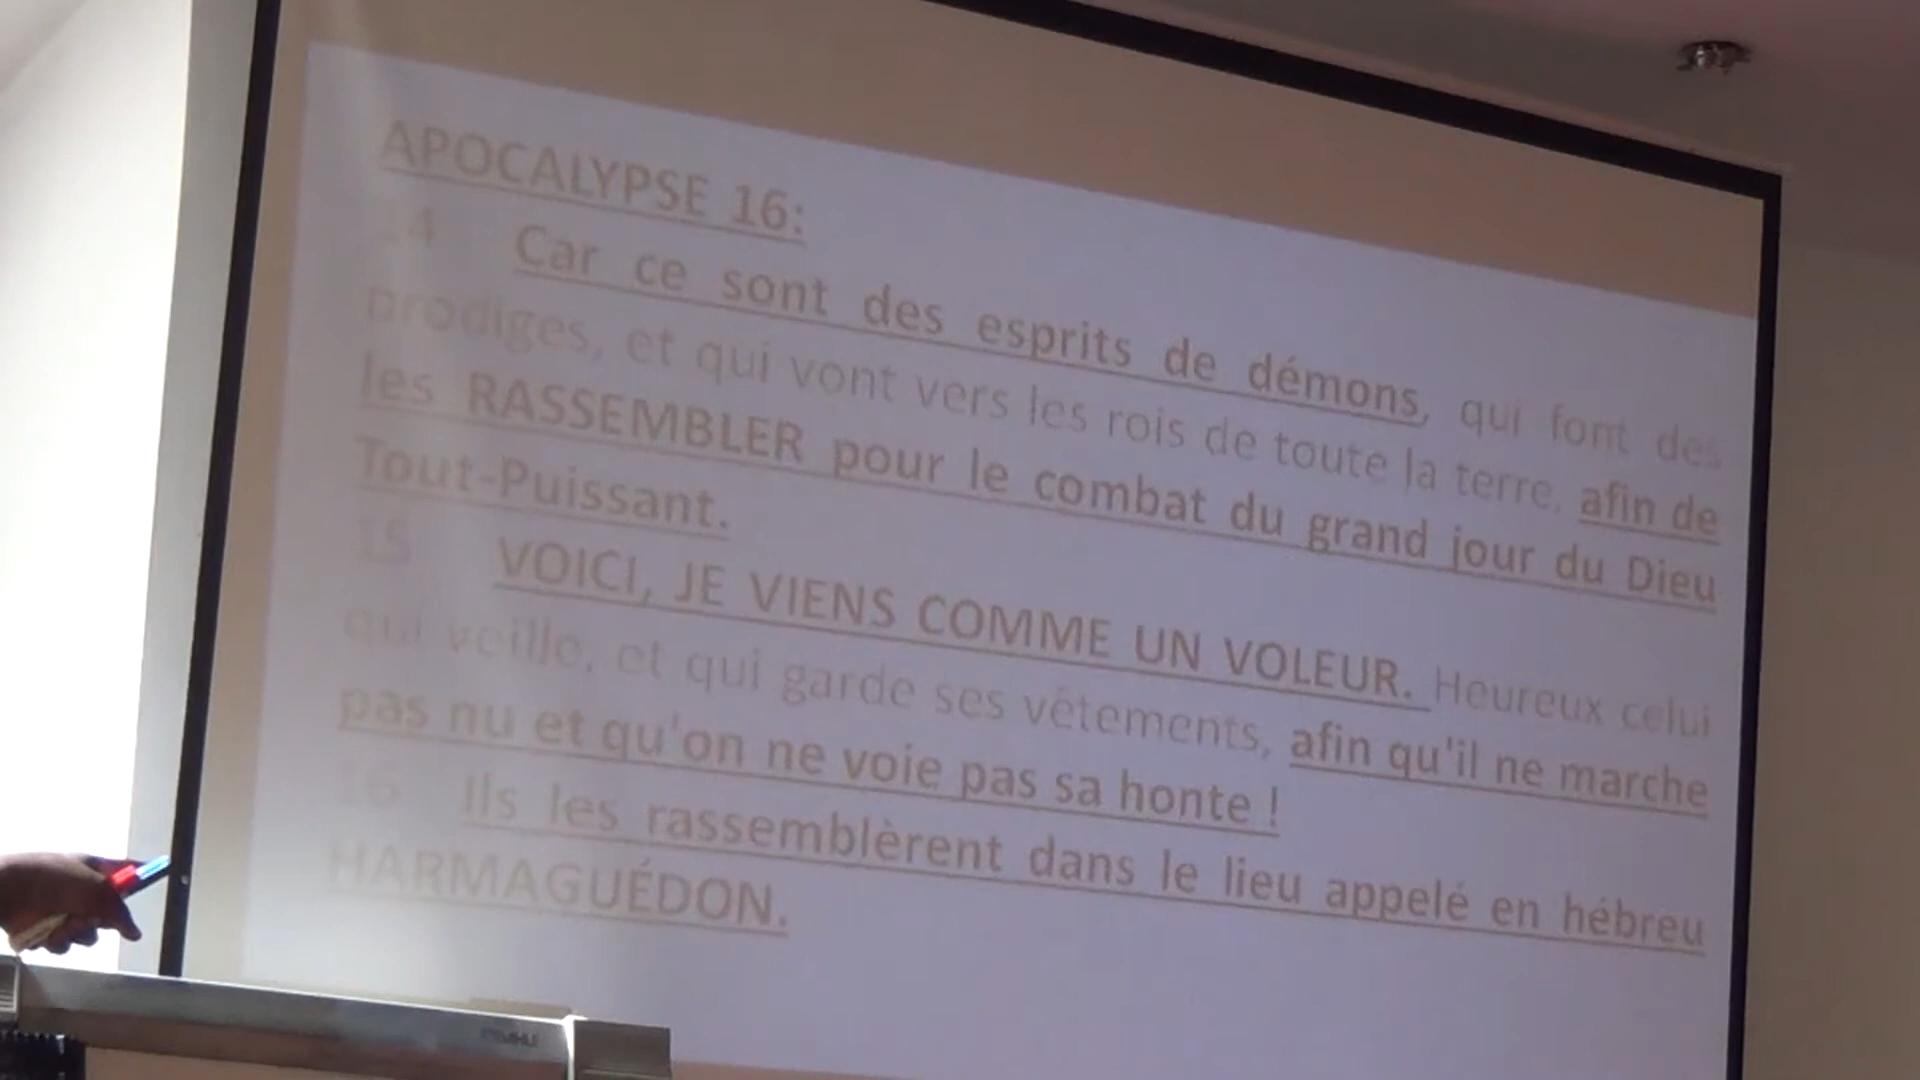 APOCALYPSE 16:
14 Car ce sont des esprits de démons, qui font des
prodiges, et qui vont vers les rois de toute la terre, afin de
les RASSEMBLER pour le combat du grand jour du Dieu
Tout-Puissant.
15 VOICI, JE VIENS COMME UN VOLEUR. Heureux celui
qui veille, et qui garde ses vêtements, afin qu'il ne marche
pas nu et qu'on ne voie pas sa honte !
16 Ils les rassemblèrent dans le lieu appelé en hébreu
HARMAGUÉDON.